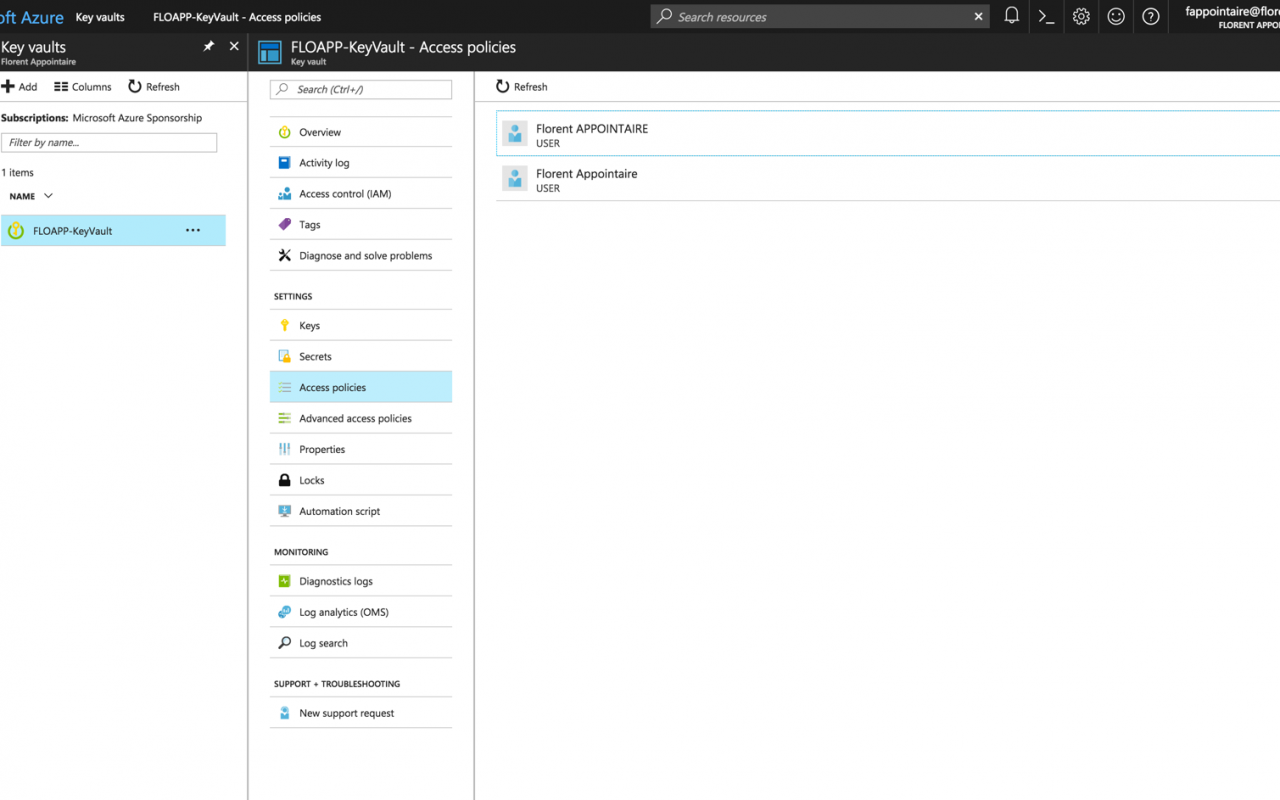 oft Azure Key vaults FLOAPP-KeyVault - Access policies Search resources fappointaire@flore
FLORENT APPOI
Key vaults
Florent Appointaire
FLOAPP-KeyVault - Access policies
Key vault
Add Columns Refresh
Subscriptions: Microsoft Azure Sponsorship
Filter by name...
1 items
NAME
FLOAPP-KeyVault ...
Search (Ctrl+/)
Overview
Activity log
Access control (IAM)
Tags
Diagnose and solve problems
SETTINGS
Keys
Secrets
Access policies
Advanced access policies
Properties
Locks
Automation script
MONITORING
Diagnostics logs
Log analytics (OMS)
Log search
SUPPORT + TROUBLESHOOTING
New support request
Refresh
Florent APPOINTAIRE
USER
Florent Appointaire
USER